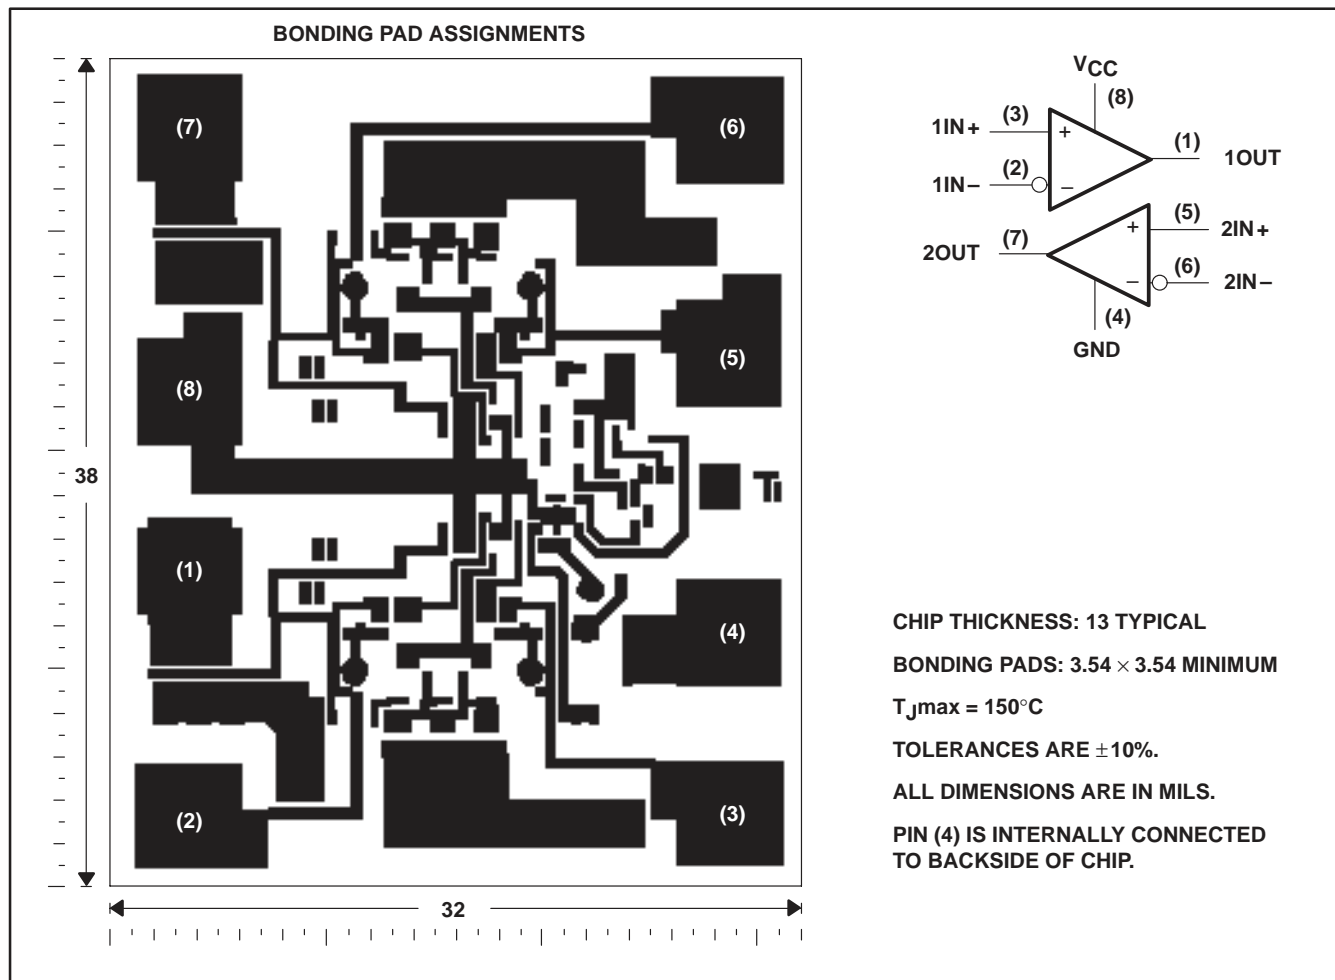 BONDING PAD ASSIGNMENTS
(7)
(6)
(5)
(8)
38
(1)
(4)
(2)
(3)
32
TI
VCC
(8)
1IN+
(3)
+
(1)
1OUT
1IN−
(2)
−
(5)
2IN+
+
2OUT
(7)
(6)
2IN−
−
(4)
GND
CHIP THICKNESS: 13 TYPICAL
BONDING PADS: 3.54 × 3.54 MINIMUM
TJmax = 150°C
TOLERANCES ARE ±10%.
ALL DIMENSIONS ARE IN MILS.
PIN (4) IS INTERNALLY CONNECTED
TO BACKSIDE OF CHIP.